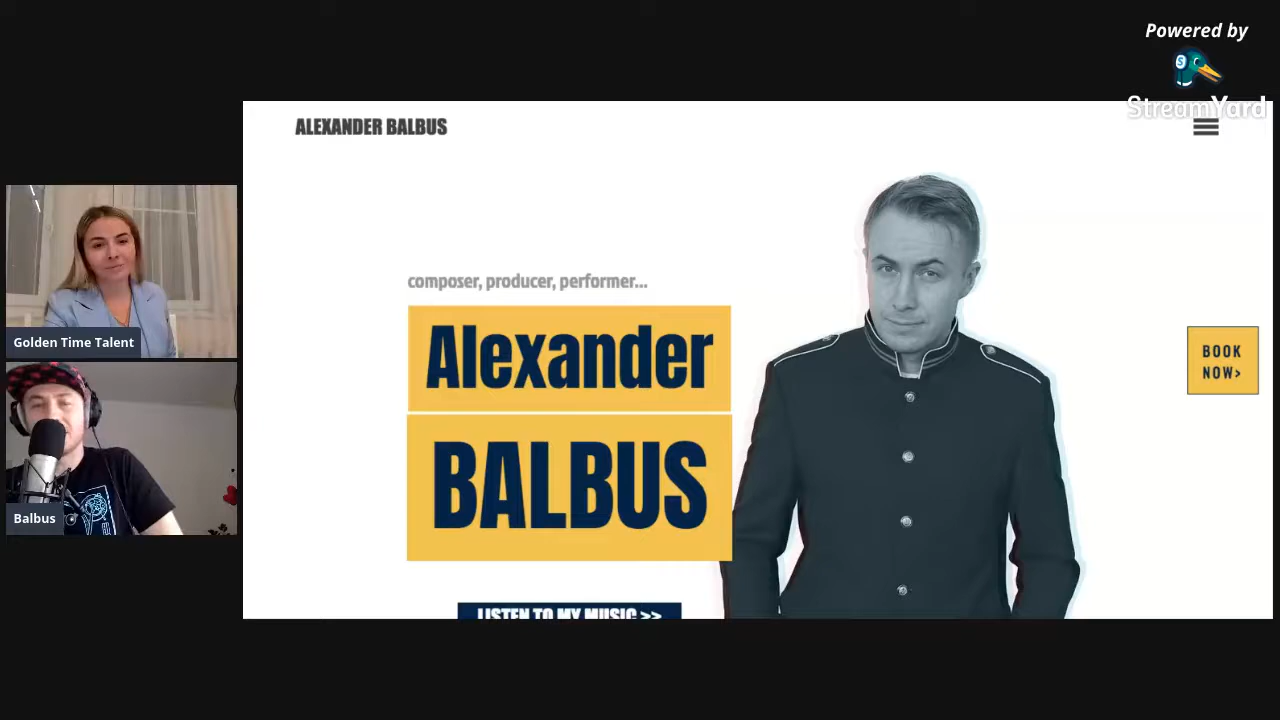 Powered by
StreamYard
ALEXANDER BALBUS
composer, producer, performer...
Alexander
BALBUS
BOOK
NOW>
LISTEN TO MY MUSIC >>
Golden Time Talent
Balbus